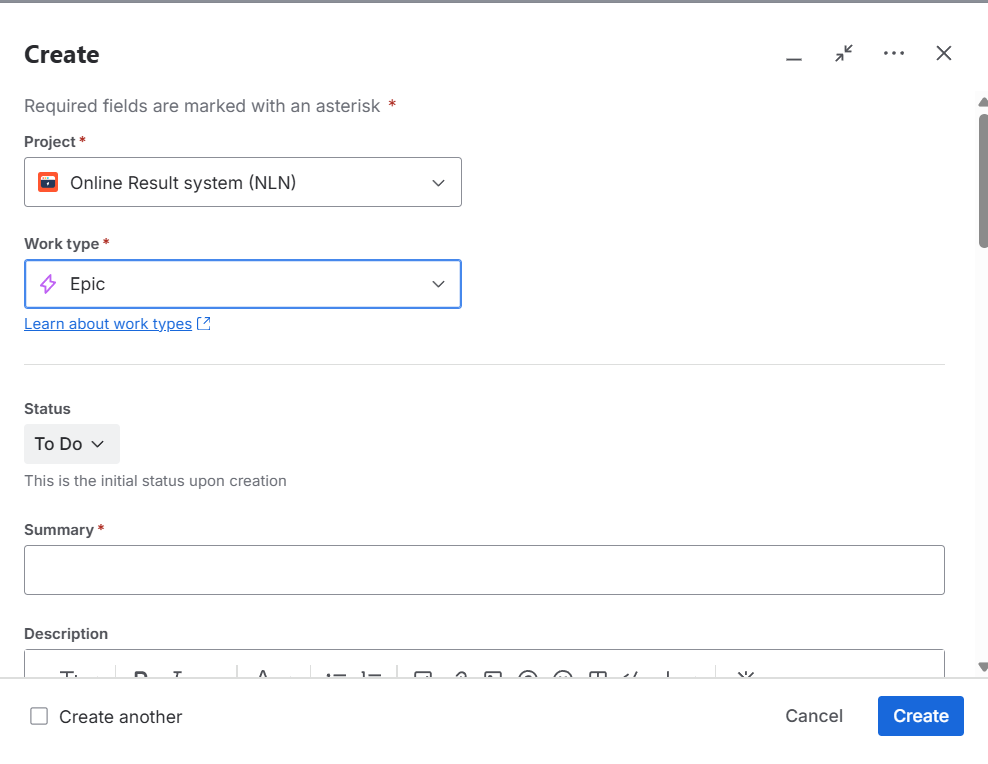 Create
Required fields are marked with an asterisk *
Project *
Online Result system (NLN)
Work type *
Epic
Learn about work types
Status
To Do
This is the initial status upon creation
Summary *
Description
Create another
Cancel
Create